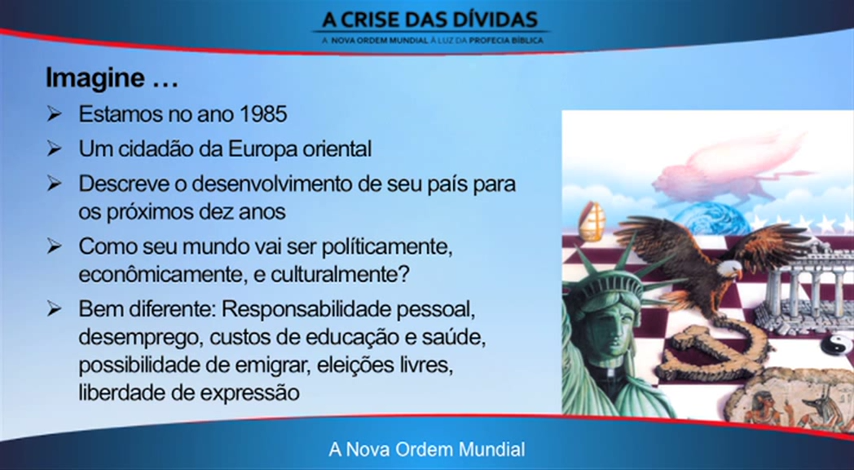 A CRISE DAS DÍVIDAS
A NOVA ORDEM MUNDIAL À LUZ DA PROFECIA BÍBLICA
Imagine …
➢ Estamos no ano 1985
➢ Um cidadão da Europa oriental
➢ Descreve o desenvolvimento de seu país para
os próximos dez anos
➢ Como seu mundo vai ser políticamente,
econômicamente, e culturalmente?
➢ Bem diferente: Responsabilidade pessoal,
desemprego, custos de educação e saúde,
possibilidade de emigrar, eleições livres,
liberdade de expressão
A Nova Ordem Mundial